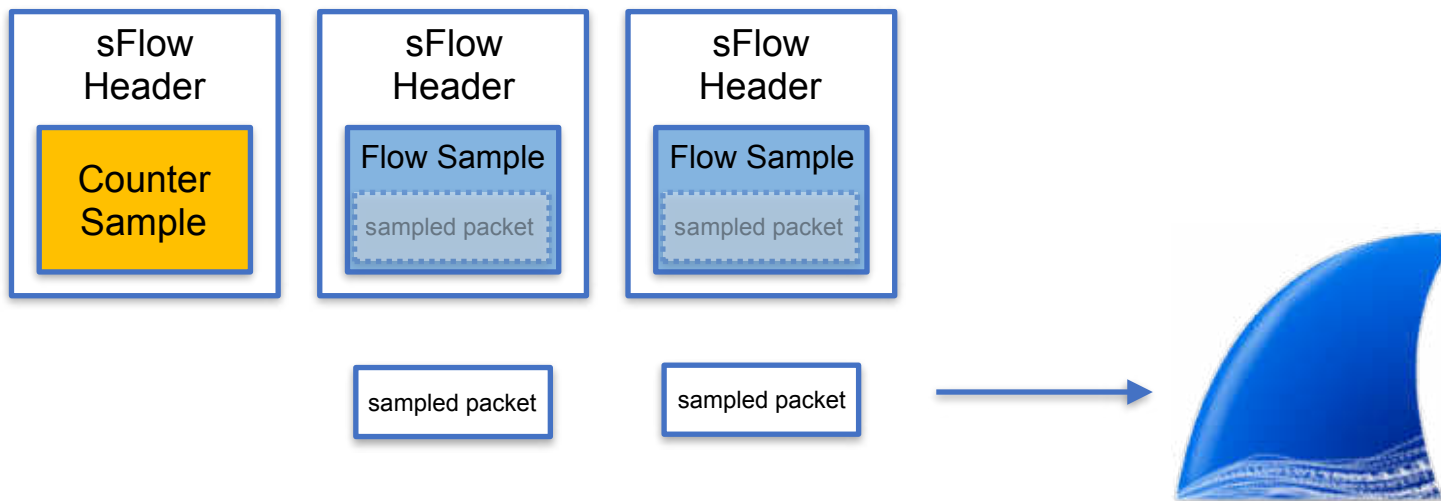 sFlow
Header
Counter
Sample
sFlow
Header
Flow Sample
sampled packet
sFlow
Header
Flow Sample
sampled packet
sampled packet
sampled packet